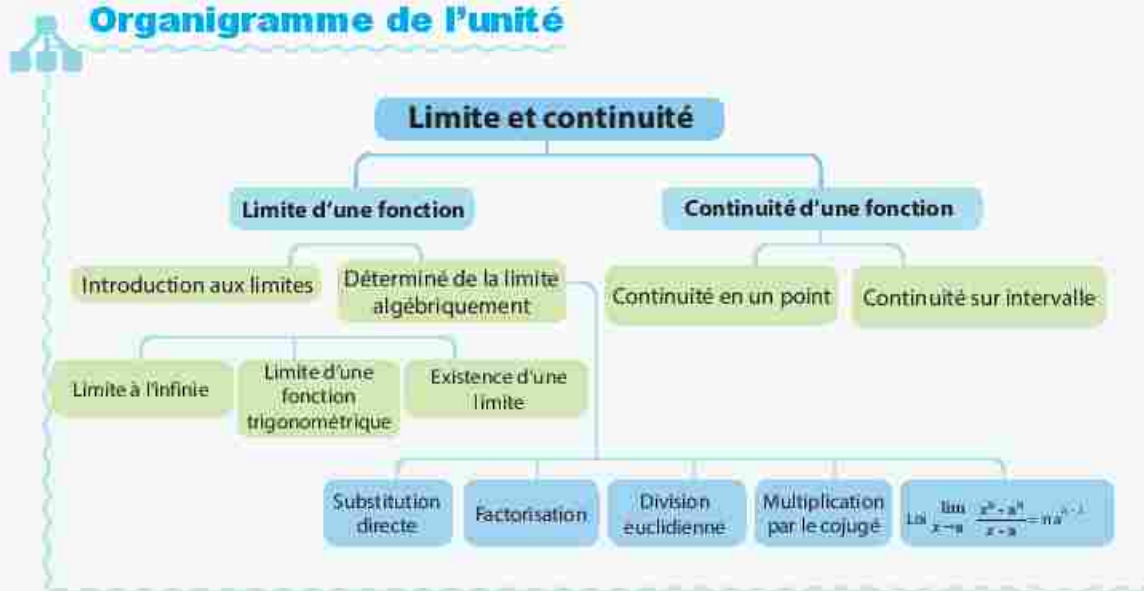 Organigramme de l'unité
Limite et continuité
Limite d'une fonction
Continuité d'une fonction
Introduction aux limites
Déterminé de la limite
algébriquement
Continuité en un point
Continuité sur intervalle
Limite à l'infinie
Limite d'une
fonction
trigonométrique
Existence d'une
limite
Substitution
directe
Factorisation
Division
euclidienne
Multiplication
par le cojugé
Loi lim x→a (xⁿ - aⁿ)/(x - a) = n aⁿ⁻¹